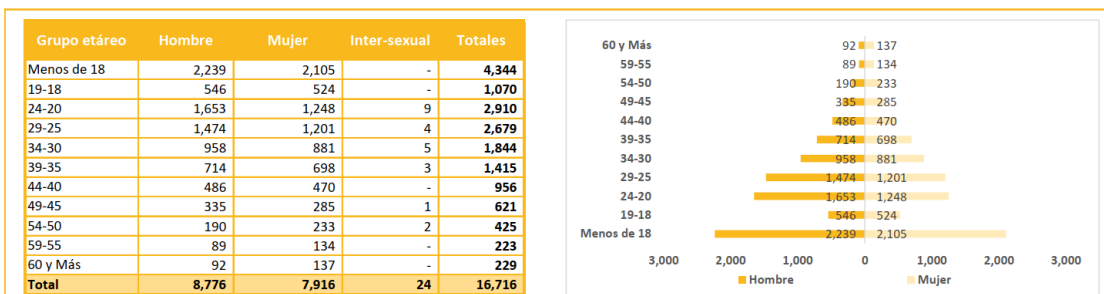 Grupo etáreo Hombre Mujer Inter-sexual Totales
Menos de 18 2,239 2,105 - 4,344
19-18 546 524 - 1,070
24-20 1,653 1,248 9 2,910
29-25 1,474 1,201 4 2,679
34-30 958 881 5 1,844
39-35 714 698 3 1,415
44-40 486 470 - 956
49-45 335 285 1 621
54-50 190 233 2 425
59-55 89 134 - 223
60 y Más 92 137 - 229
Total 8,776 7,916 24 16,716
60 y Más 92 137
59-55 89 134
54-50 190 233
49-45 335 285
44-40 486 470
39-35 714 698
34-30 958 881
29-25 1,474 1,201
24-20 1,653 1,248
19-18 546 524
Menos de 18 2,239 2,105
3,000 2,000 1,000 0 1,000 2,000 3,000
Hombre Mujer